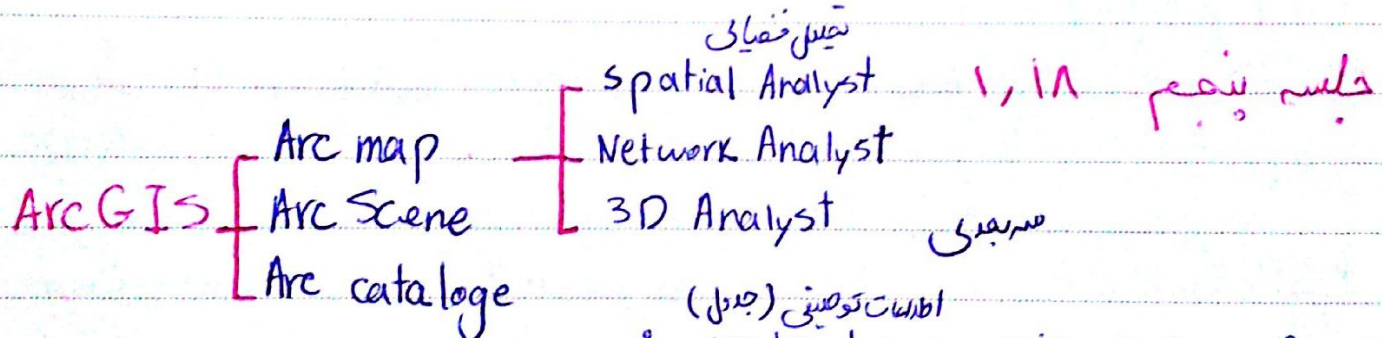 جلسه پنجم ۱٫۱۸
تحلیل فضایی
Spatial Analyst
Arc map Network Analyst
ArcGIS Arc Scene 3D Analyst سه بعدی
Arc cataloge
اطلاعات توصیفی (جدول)